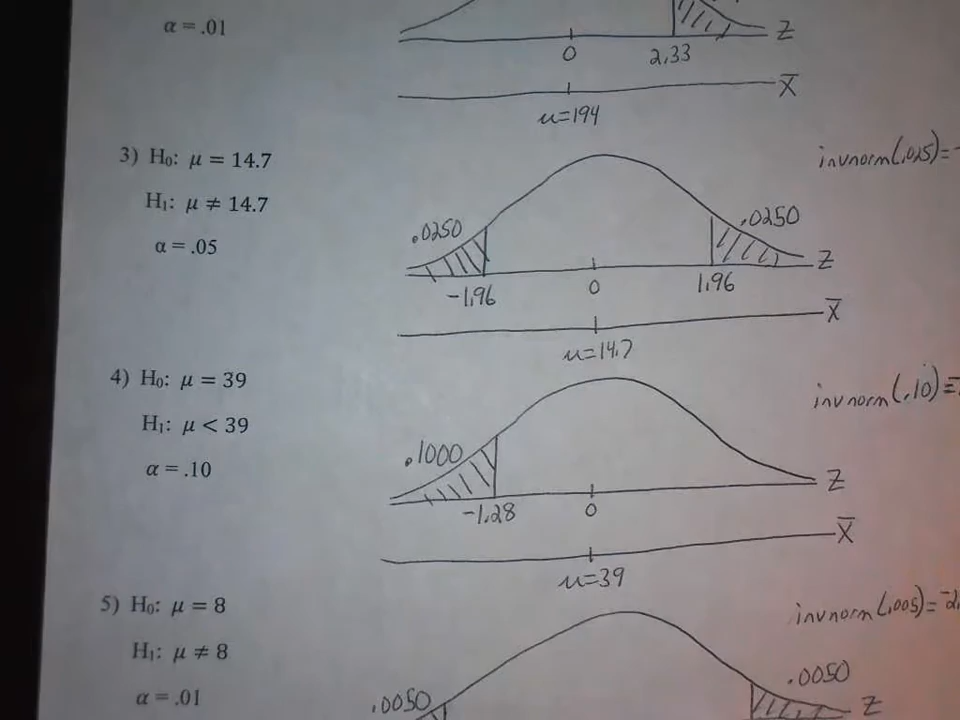 α = .01
Z
0
2.33
X̄
μ=194
3) H₀: μ = 14.7
invnorm(.025)=-
H₁: μ ≠ 14.7
.0250
.0250
α = .05
Z
-1.96
0
1.96
X̄
μ=14.7
4) H₀: μ = 39
invnorm(.10)=-
H₁: μ < 39
.1000
α = .10
Z
-1.28
0
X̄
μ=39
5) H₀: μ = 8
invnorm(.005)=-2.
H₁: μ ≠ 8
.0050
α = .01
.0050
Z